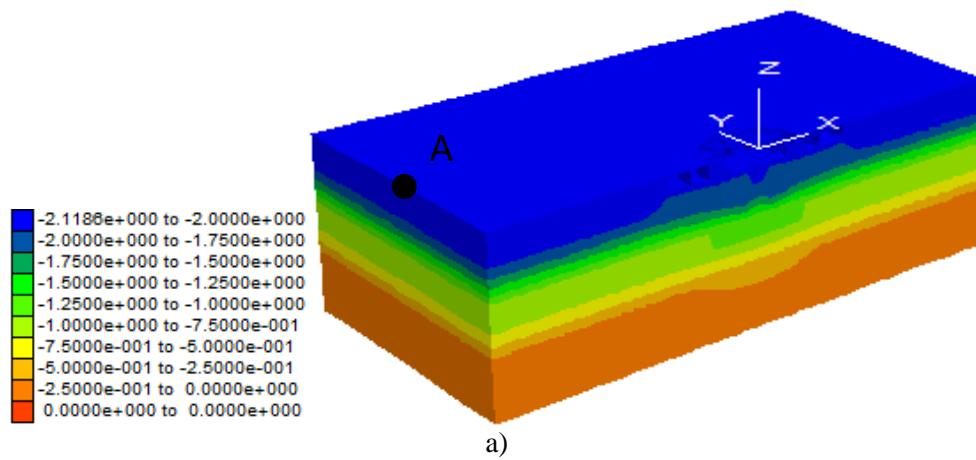 Z
Y
X
A
-2.1186e+000 to -2.0000e+000
-2.0000e+000 to -1.7500e+000
-1.7500e+000 to -1.5000e+000
-1.5000e+000 to -1.2500e+000
-1.2500e+000 to -1.0000e+000
-1.0000e+000 to -7.5000e-001
-7.5000e-001 to -5.0000e-001
-5.0000e-001 to -2.5000e-001
-2.5000e-001 to 0.0000e+000
0.0000e+000 to 0.0000e+000
a)